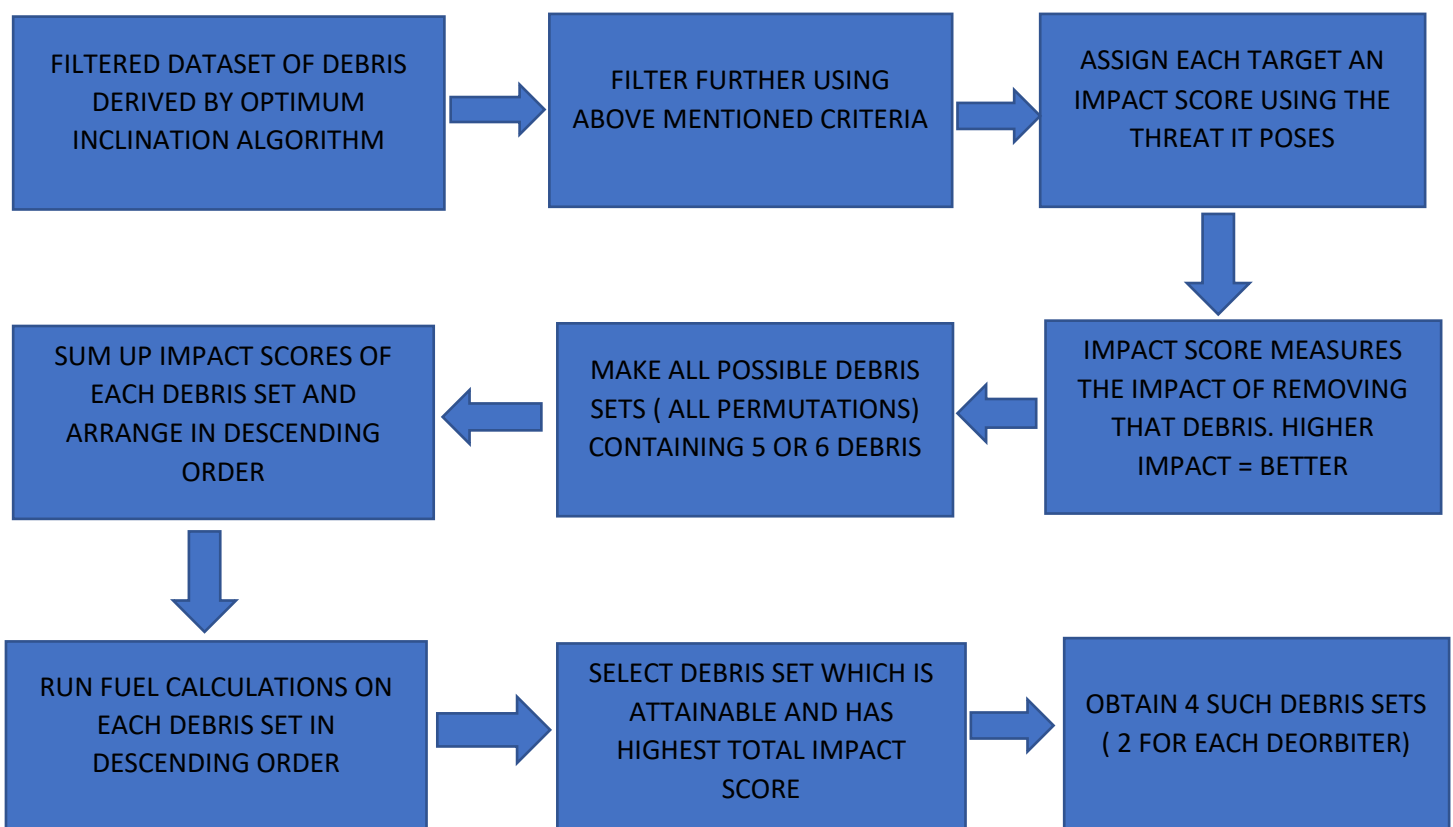 FILTERED DATASET OF DEBRIS
DERIVED BY OPTIMUM
INCLINATION ALGORITHM
FILTER FURTHER USING
ABOVE MENTIONED CRITERIA
ASSIGN EACH TARGET AN
IMPACT SCORE USING THE
THREAT IT POSES
IMPACT SCORE MEASURES
THE IMPACT OF REMOVING
THAT DEBRIS. HIGHER
IMPACT = BETTER
MAKE ALL POSSIBLE DEBRIS
SETS ( ALL PERMUTATIONS)
CONTAINING 5 OR 6 DEBRIS
SUM UP IMPACT SCORES OF
EACH DEBRIS SET AND
ARRANGE IN DESCENDING
ORDER
RUN FUEL CALCULATIONS ON
EACH DEBRIS SET IN
DESCENDING ORDER
SELECT DEBRIS SET WHICH IS
ATTAINABLE AND HAS
HIGHEST TOTAL IMPACT
SCORE
OBTAIN 4 SUCH DEBRIS SETS
( 2 FOR EACH DEORBITER)